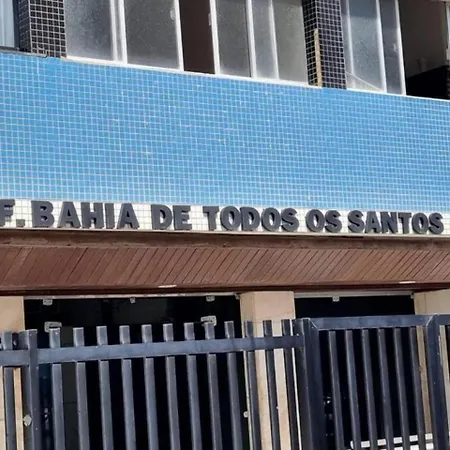 F. BAHIA DE TODOS OS SANTOS